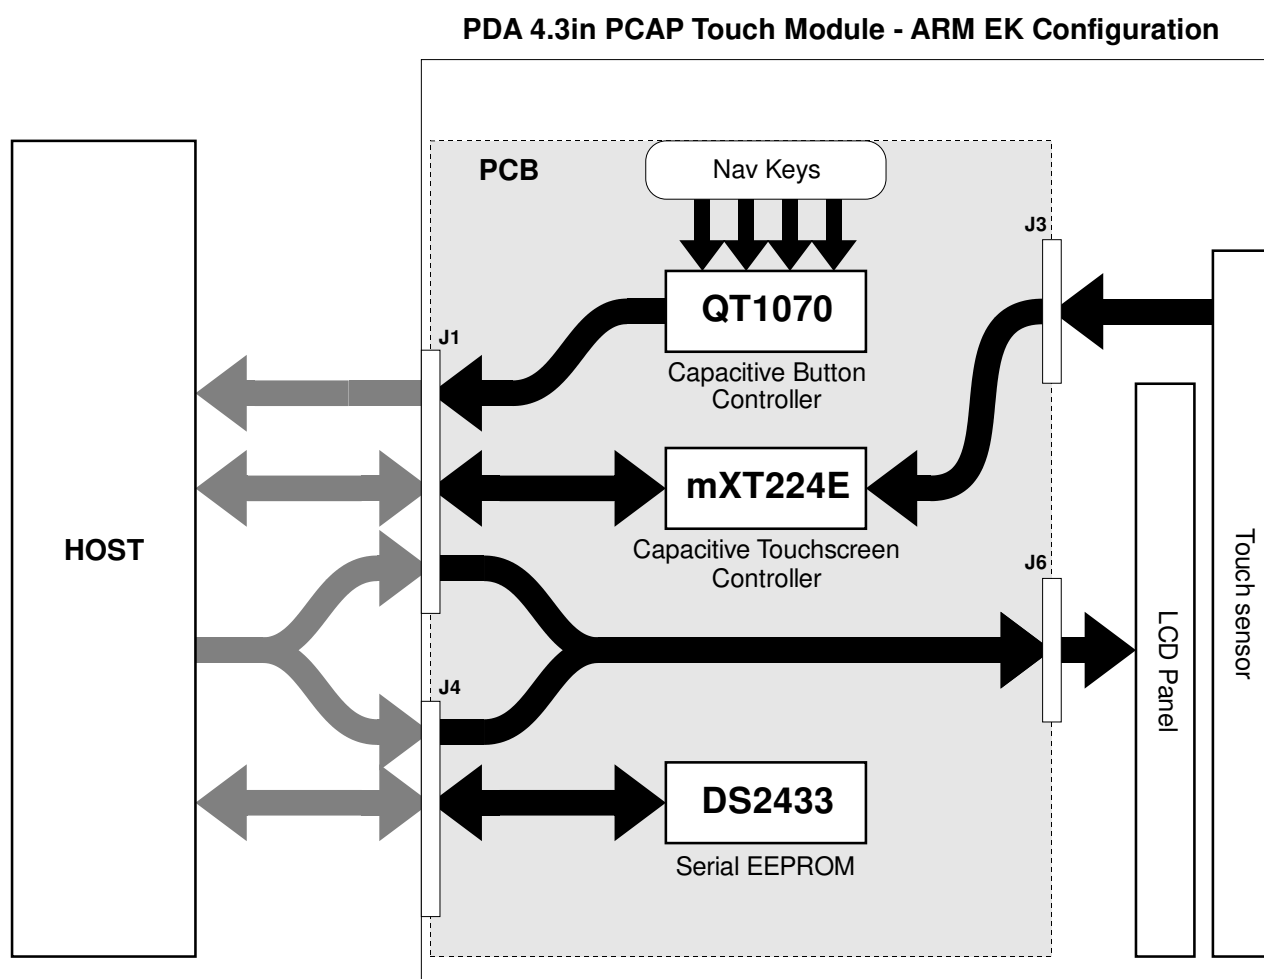 PDA 4.3in PCAP Touch Module - ARM EK Configuration
PCB
Nav Keys
J3
QT1070
J1
Capacitive Button
Controller
mXT224E
HOST
Capacitive Touchscreen
Controller
J6
Touch sensor
LCD Panel
J4
DS2433
Serial EEPROM